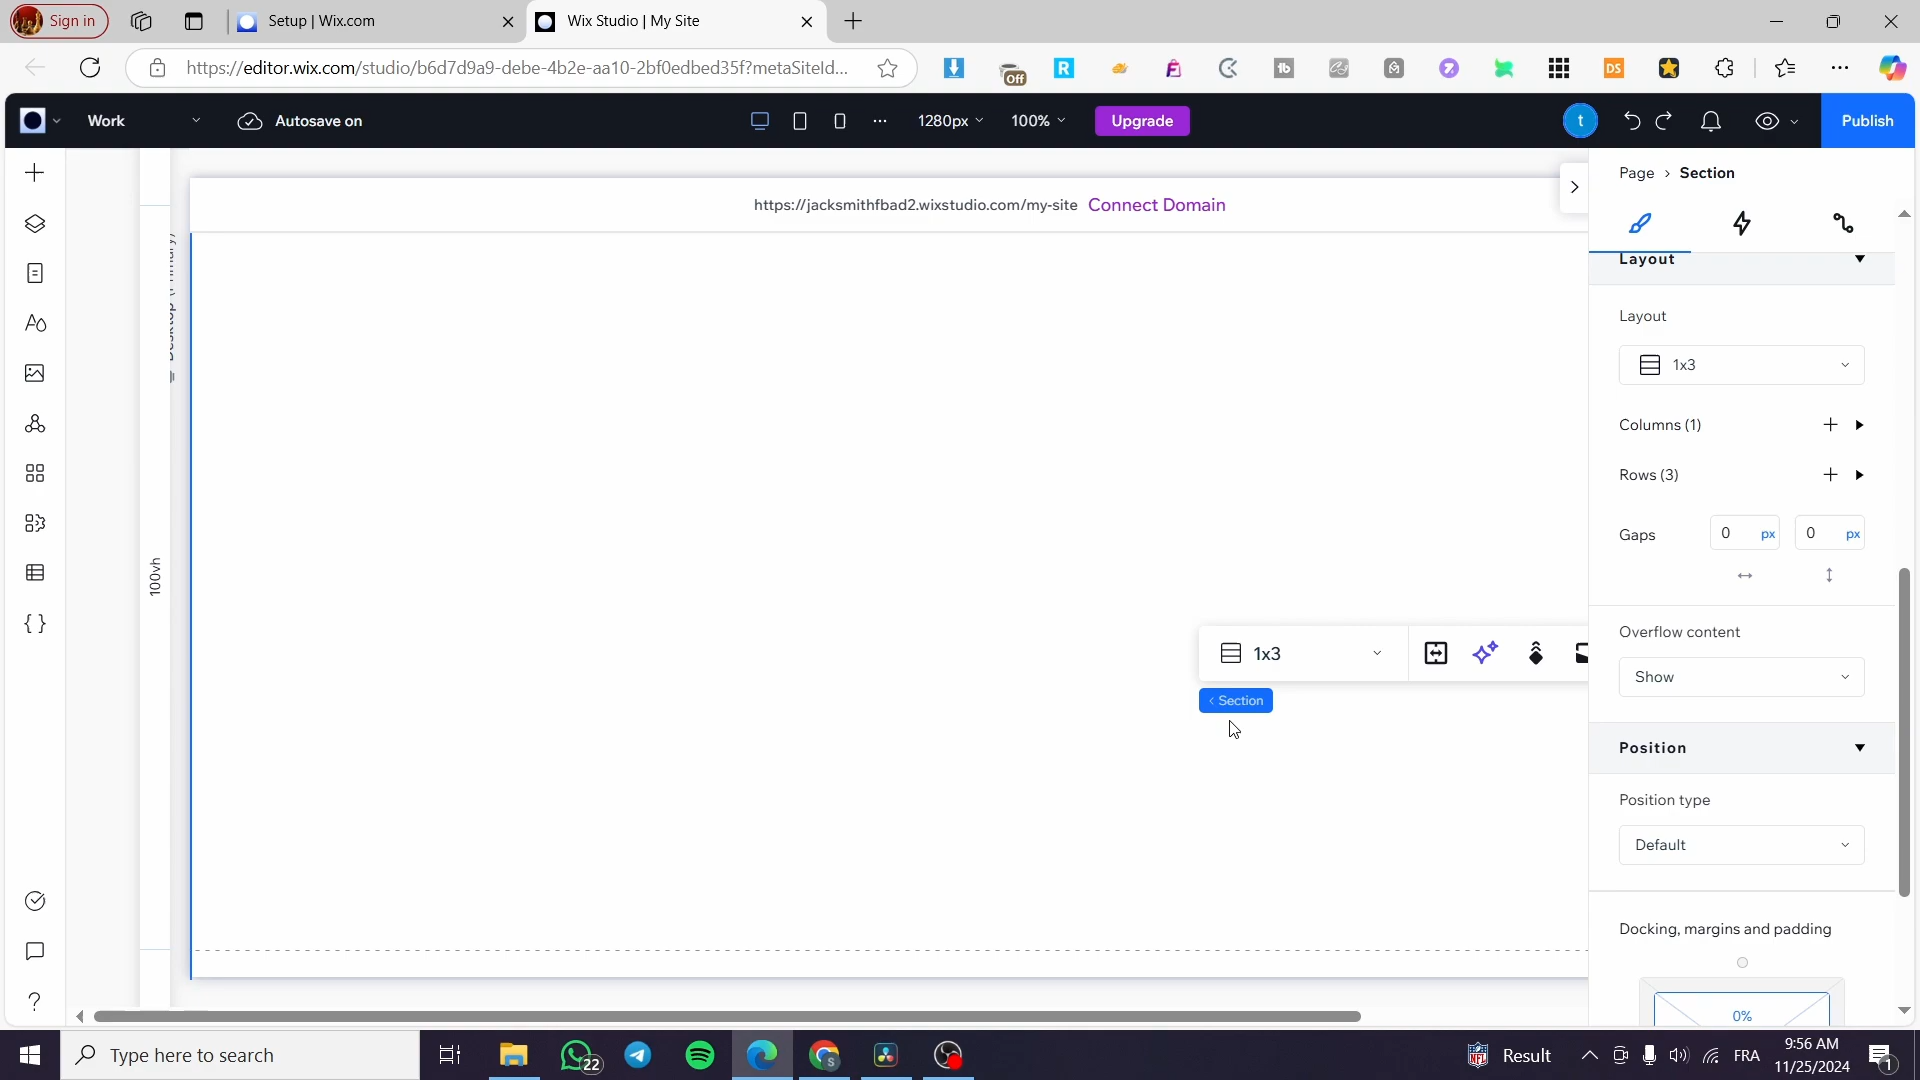 Sign in
Setup | Wix.com
Wix Studio | My Site
https://editor.wix.com/studio/b6d7d9a9-debe-4b2e-aa10-2bf0edbed35f?metaSiteId...
Off
Work
Autosave on
1280px
100%
Upgrade
t
Publish
https://jacksmithfbad2.wixstudio.com/my-site Connect Domain
Page > Section
Layout
Layout
1x3
Columns (1)
Rows (3)
Gaps 0 px 0 px
Overflow content
Show
Position
Position type
Default
Docking, margins and padding
0%
100vh
1x3
< Section
Type here to search
22
Result
FRA
9:56 AM
11/25/2024
1